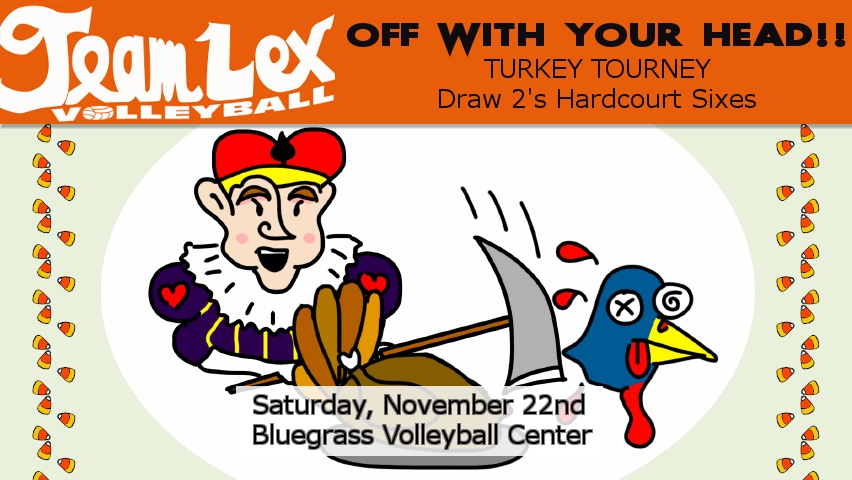 Team Lex
VOLLEYBALL
OFF WITH YOUR HEAD!!
TURKEY TOURNEY
Draw 2's Hardcourt Sixes
Saturday, November 22nd
Bluegrass Volleyball Center